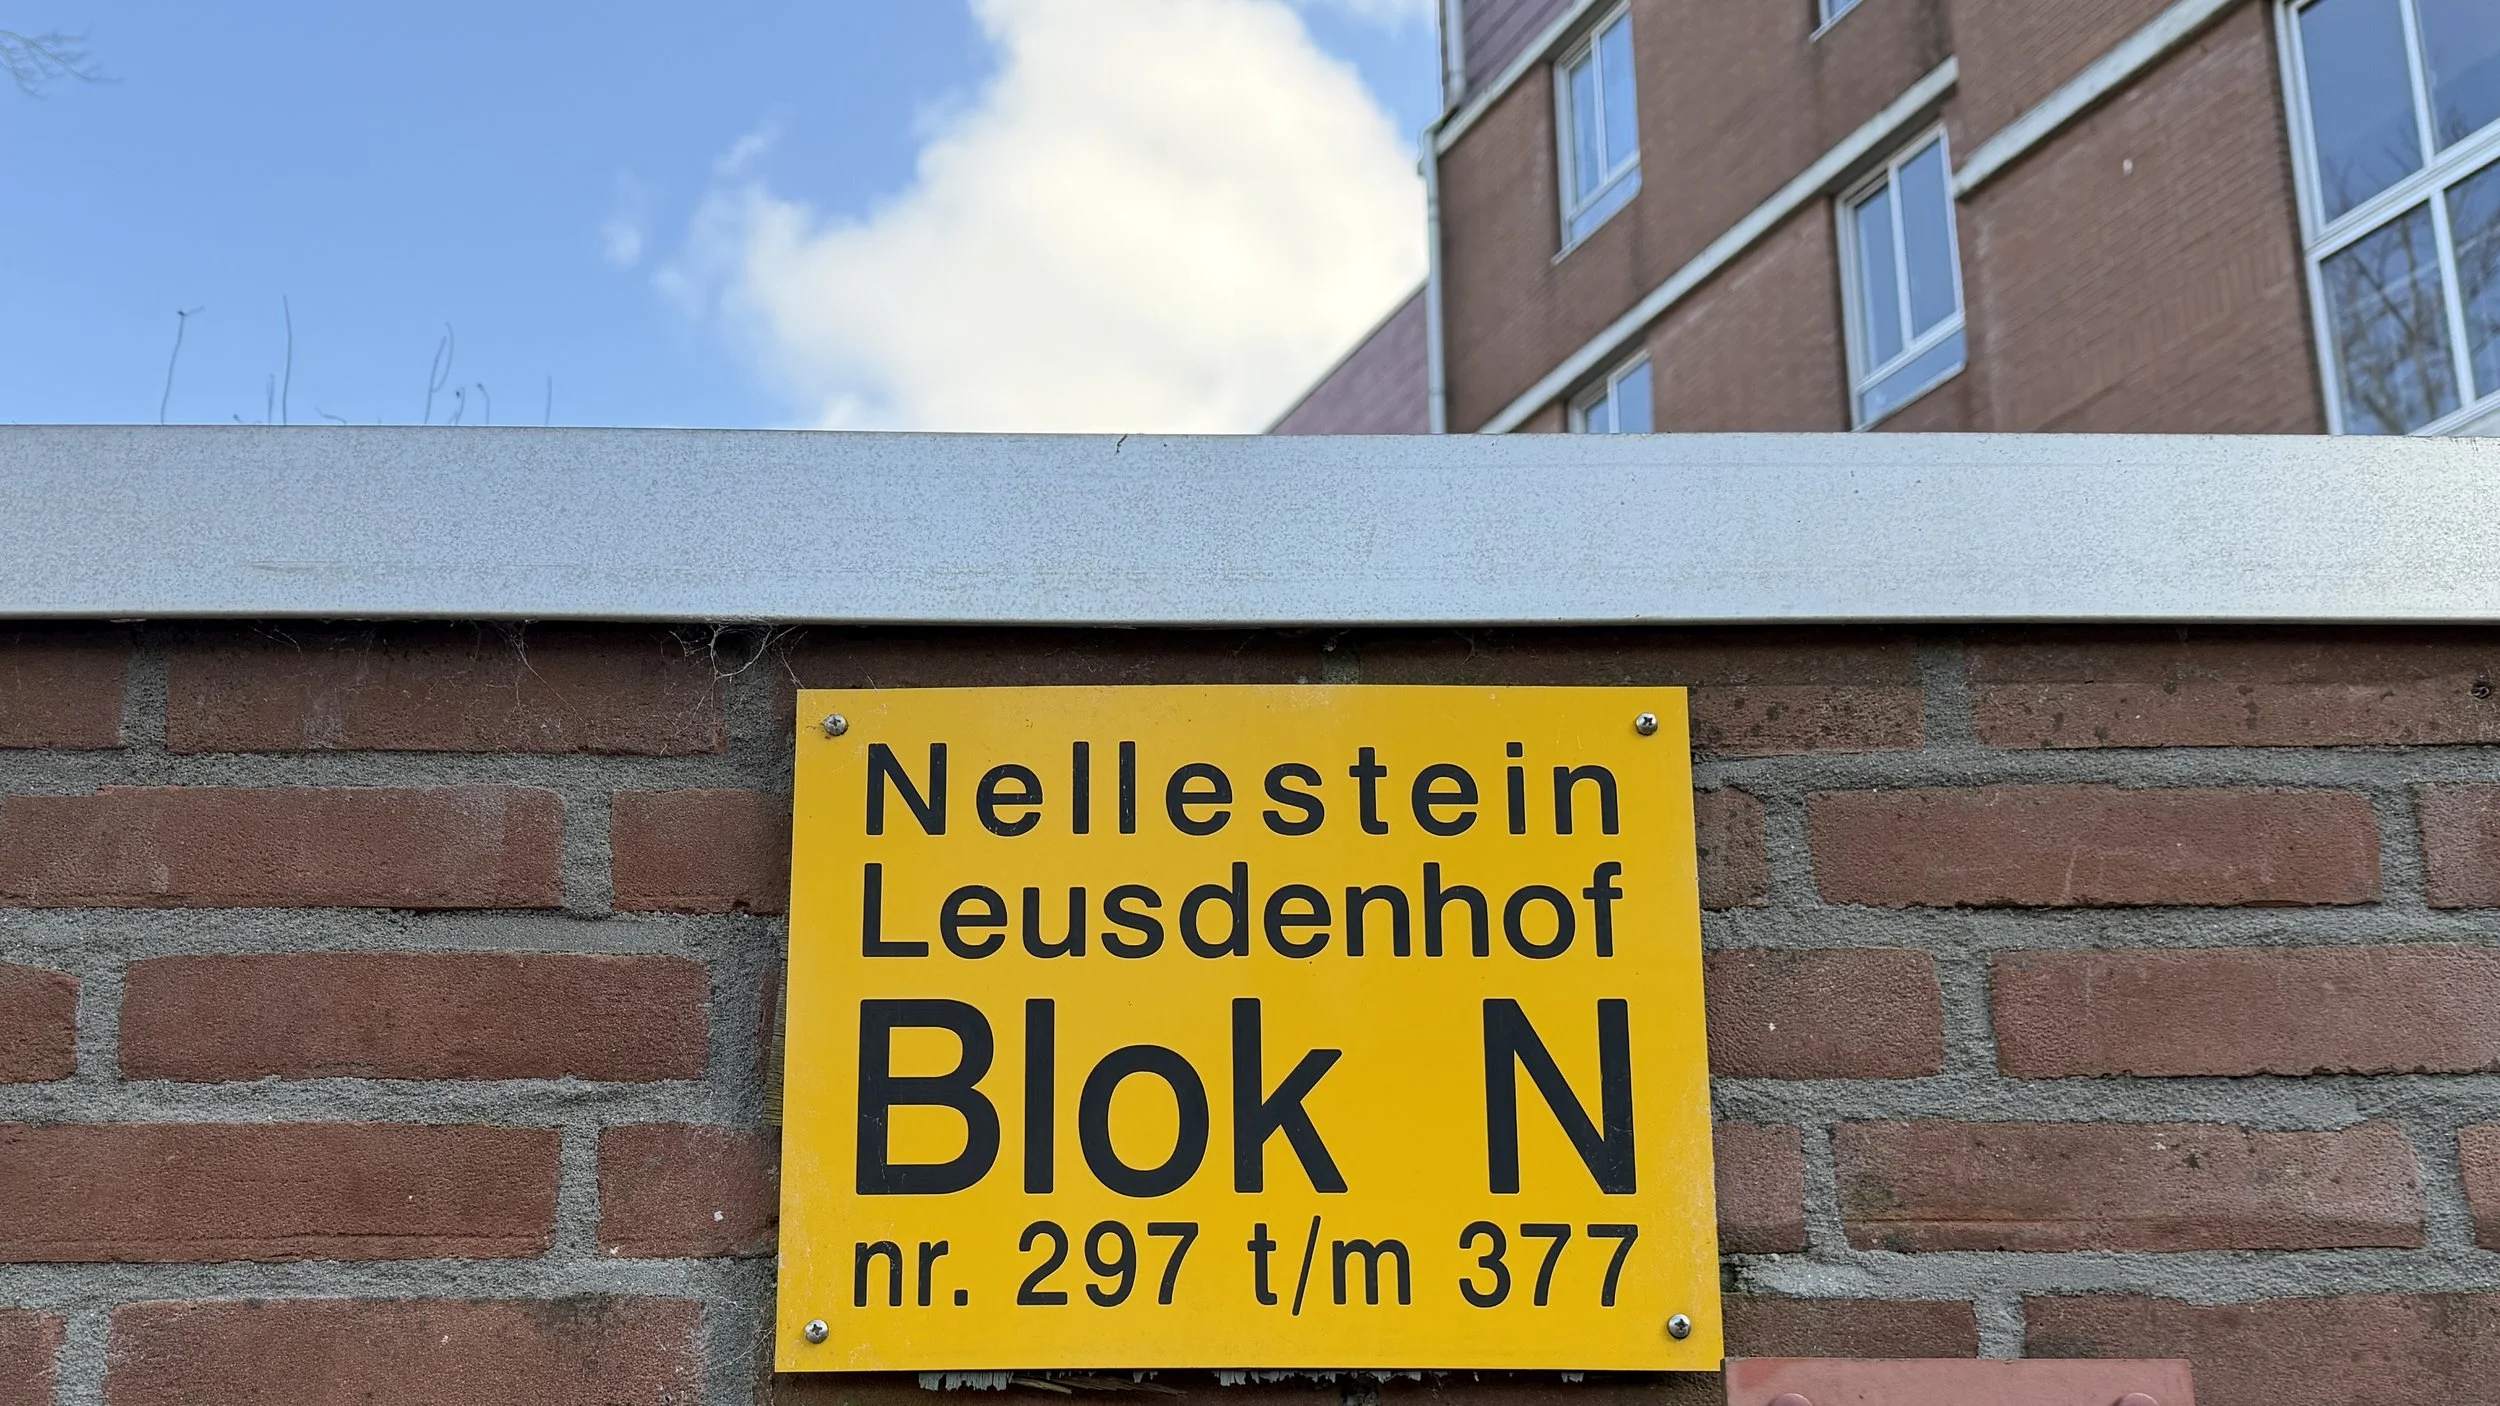 Nellestein
Leusdenhof
Blok N
nr. 297 t/m 377